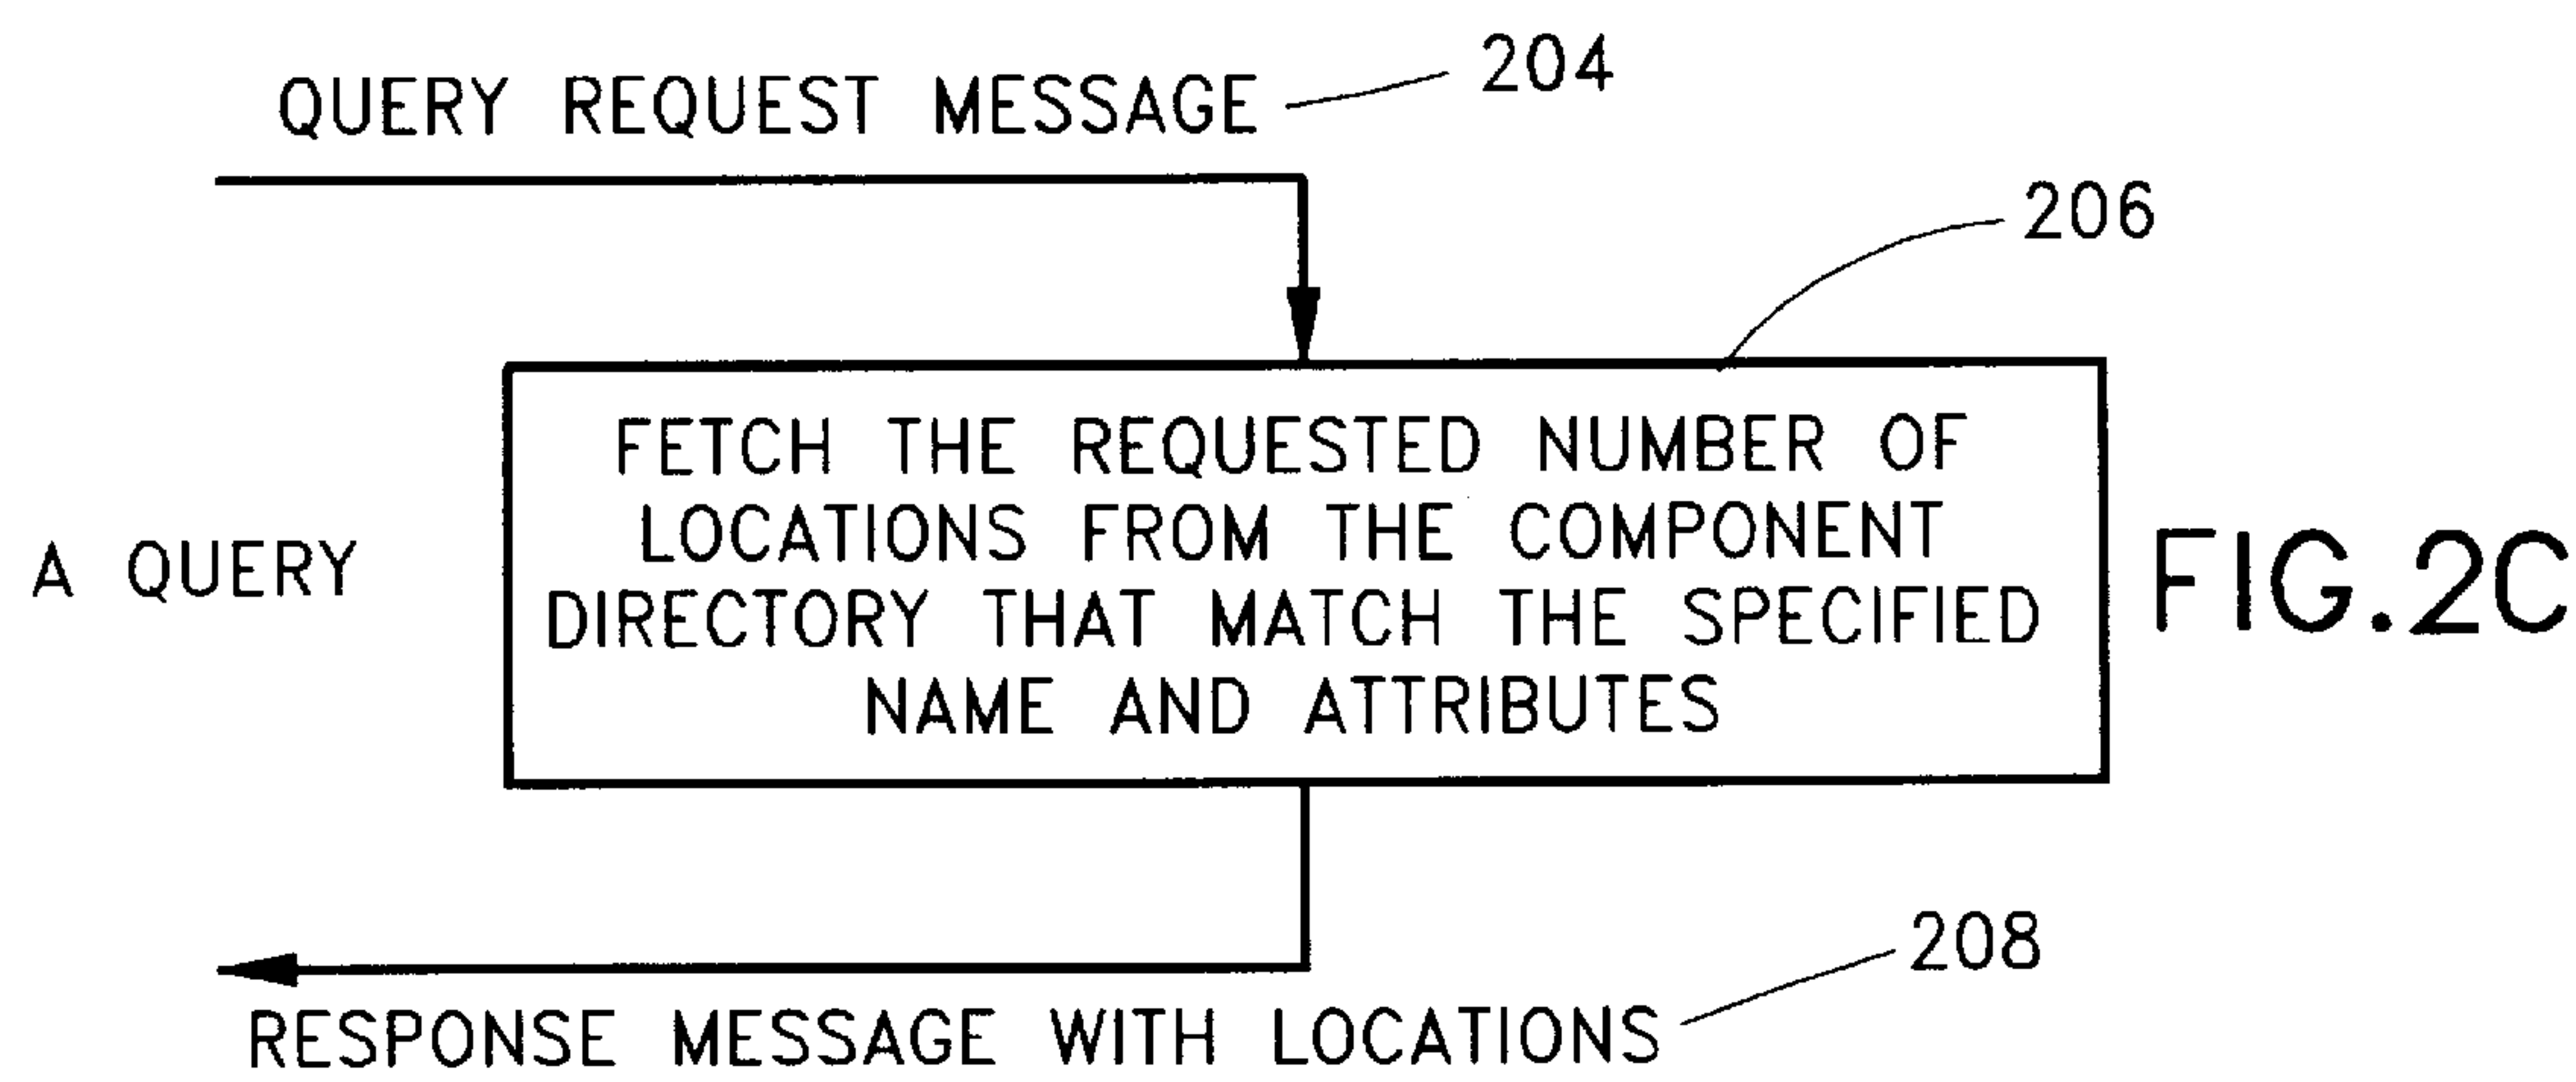 QUERY REQUEST MESSAGE 204
206
FETCH THE REQUESTED NUMBER OF
LOCATIONS FROM THE COMPONENT
DIRECTORY THAT MATCH THE SPECIFIED
NAME AND ATTRIBUTES
A QUERY
FIG.2C
208
RESPONSE MESSAGE WITH LOCATIONS